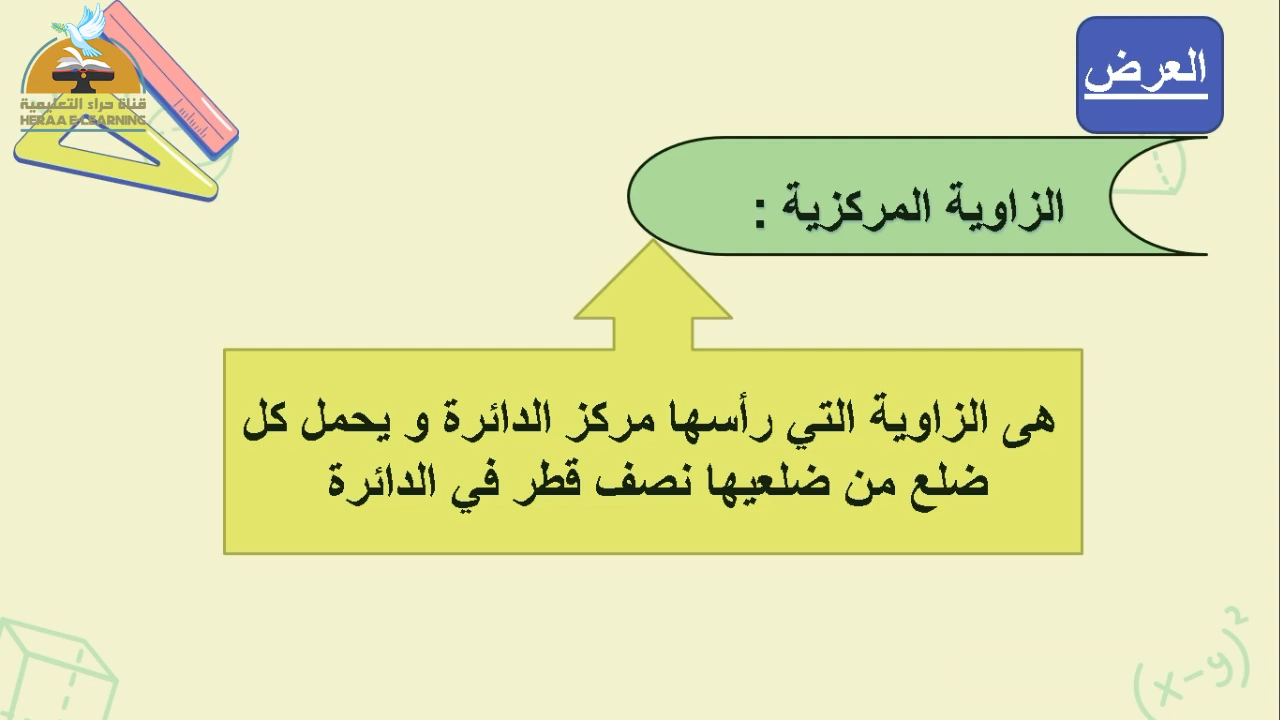 العرض
قناة حراء التعليمية
HERAA E-LEARNING
الزاوية المركزية :
هى الزاوية التي رأسها مركز الدائرة و يحمل كل
ضلع من ضلعيها نصف قطر في الدائرة
(x-y)²